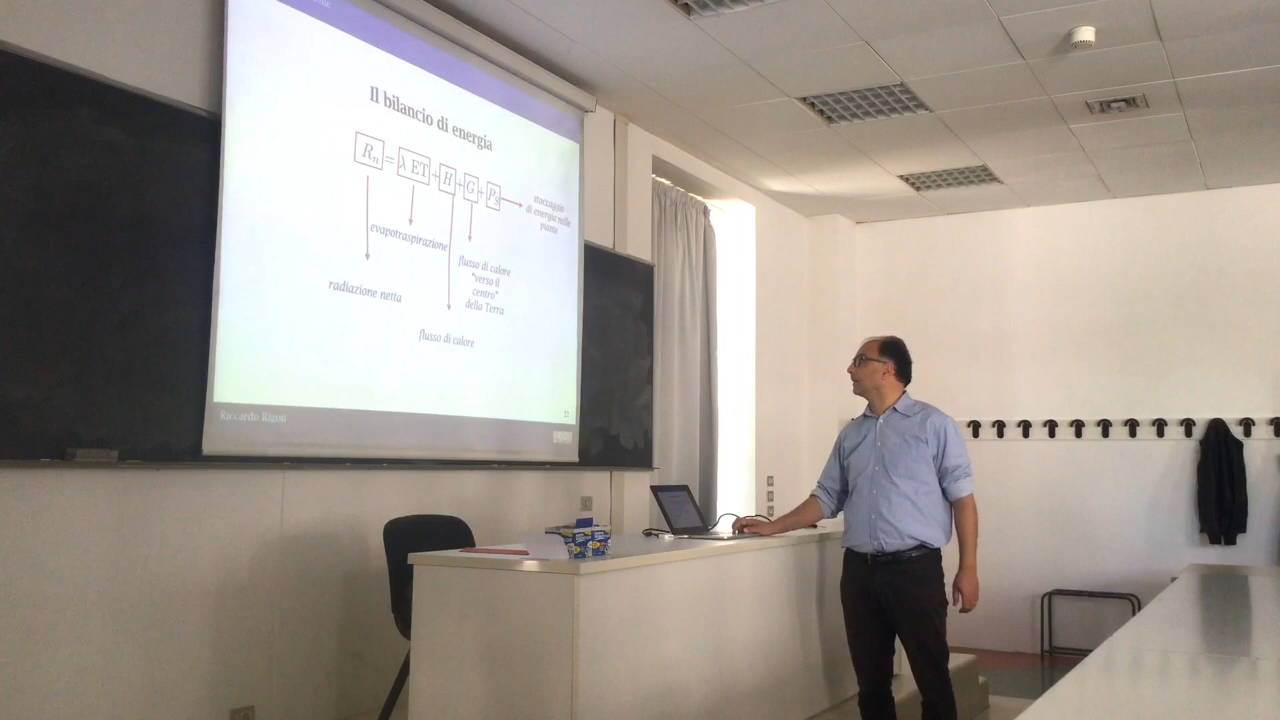 Il bilancio di energia
Rn = λ ET + H + G + PS
stoccaggio
di energia nelle
piante
evapotraspirazione
flusso di calore
"verso il
centro"
della Terra
radiazione netta
flusso di calore
Riccardo Rigon